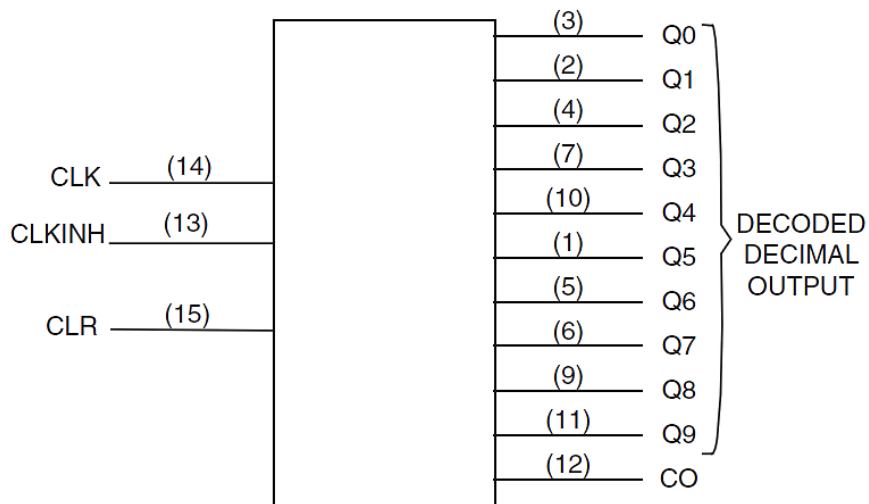 (3) Q0
(2) Q1
(4) Q2
(7) Q3
CLK (14)
(10) Q4
CLKINH (13)
(1) Q5
(5) Q6
CLR (15)
(6) Q7
(9) Q8
(11) Q9
(12) CO
DECODED
DECIMAL
OUTPUT